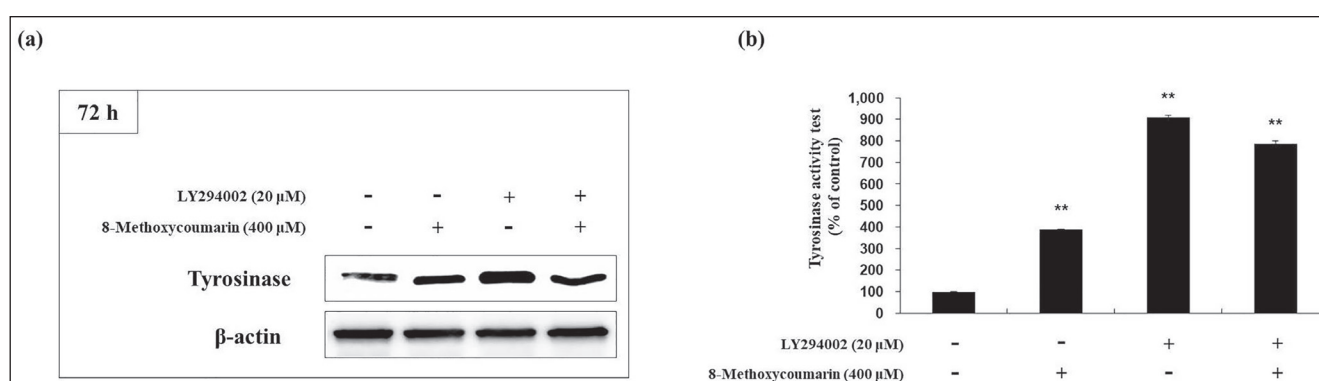 (a)
72 h
LY294002 (20 μM) - - + +
8-Methoxycoumarin (400 μM) - + - +
Tyrosinase
β-actin
(b)
Tyrosinase activity test
(% of control)
1,000
900
800
700
600
500
400
300
200
100
0
**
**
**
LY294002 (20 μM) - - + +
8-Methoxycoumarin (400 μM) - + - +